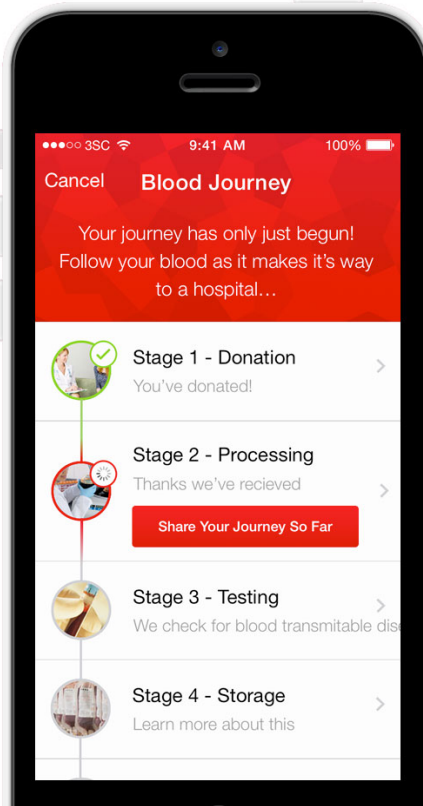 ●●●○○ 3SC 9:41 AM 100%
Cancel Blood Journey
Your journey has only just begun!
Follow your blood as it makes it's way
to a hospital…
Stage 1 - Donation
You've donated!
Stage 2 - Processing
Thanks we've recieved
Share Your Journey So Far
Stage 3 - Testing
We check for blood transmitable dise
Stage 4 - Storage
Learn more about this